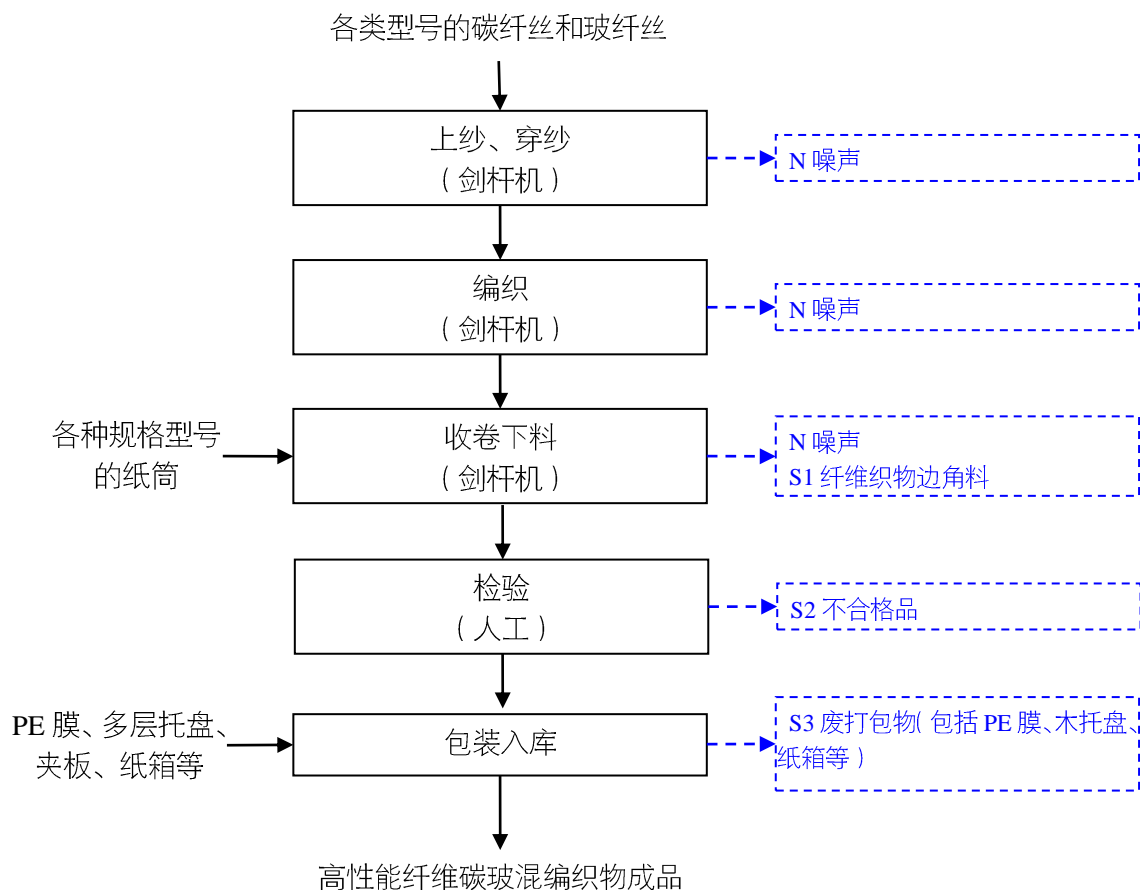 各类型号的碳纤丝和玻纤丝
上纱、穿纱
（剑杆机）
N 噪声
编织
（剑杆机）
N 噪声
各种规格型号
的纸筒
收卷下料
（剑杆机）
N 噪声
S1 纤维织物边角料
检验
（人工）
S2 不合格品
PE 膜、多层托盘、
夹板、纸箱等
包装入库
S3 废打包物（包括 PE 膜、木托盘、
纸箱等）
高性能纤维碳玻混编织物成品